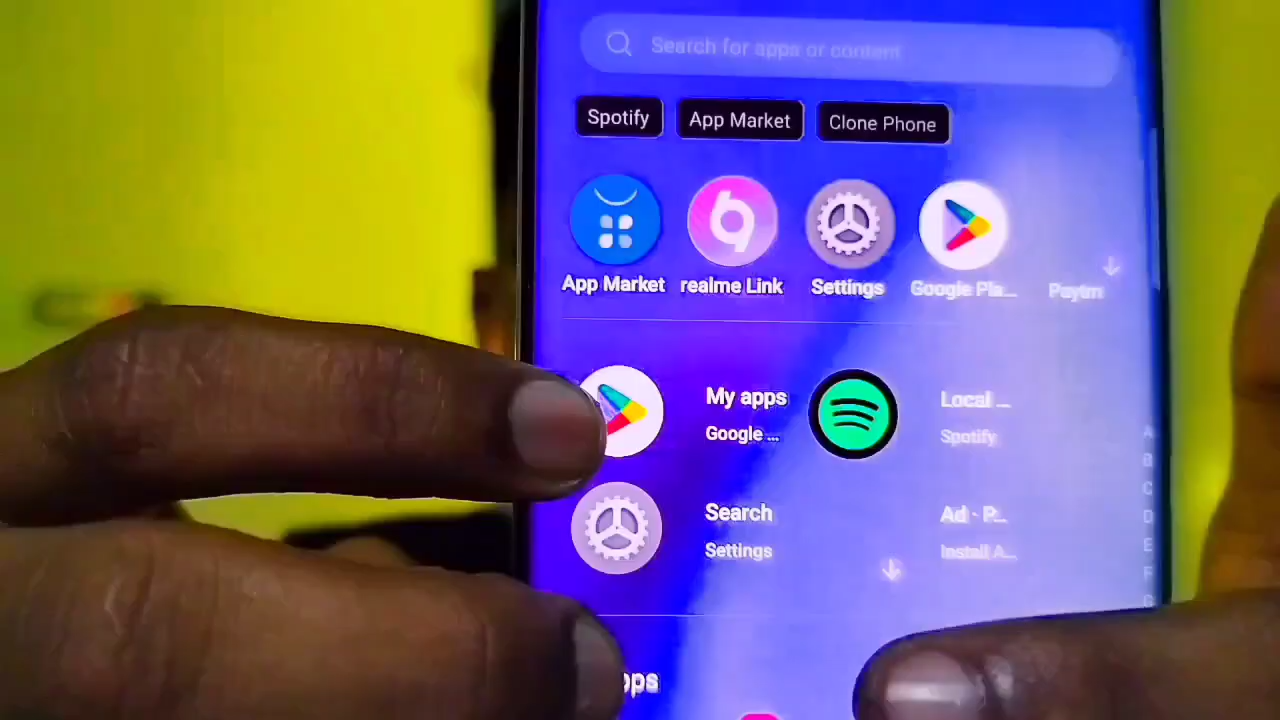 Search for apps or content
Spotify
App Market
Clone Phone
App Market
realme Link
Settings
Google Pla...
Paytm
My apps
Google ...
Local ...
Spotify
Search
Settings
Ad · P...
Install A...
A
B
C
D
E
F
G
pps